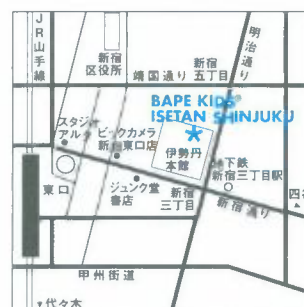 JR山手線
新宿
区役所
靖国通り
新宿
五丁目
明治通り
BAPE KIDS®
ISETAN SHINJUKU
スタジオ
アルタ
ビックカメラ
新宿東口店
伊勢丹
本館
地下鉄
新宿三丁目駅
東口
ジュンク堂
書店
新宿
三丁目
新宿通り
四谷
甲州街道
▼代々木